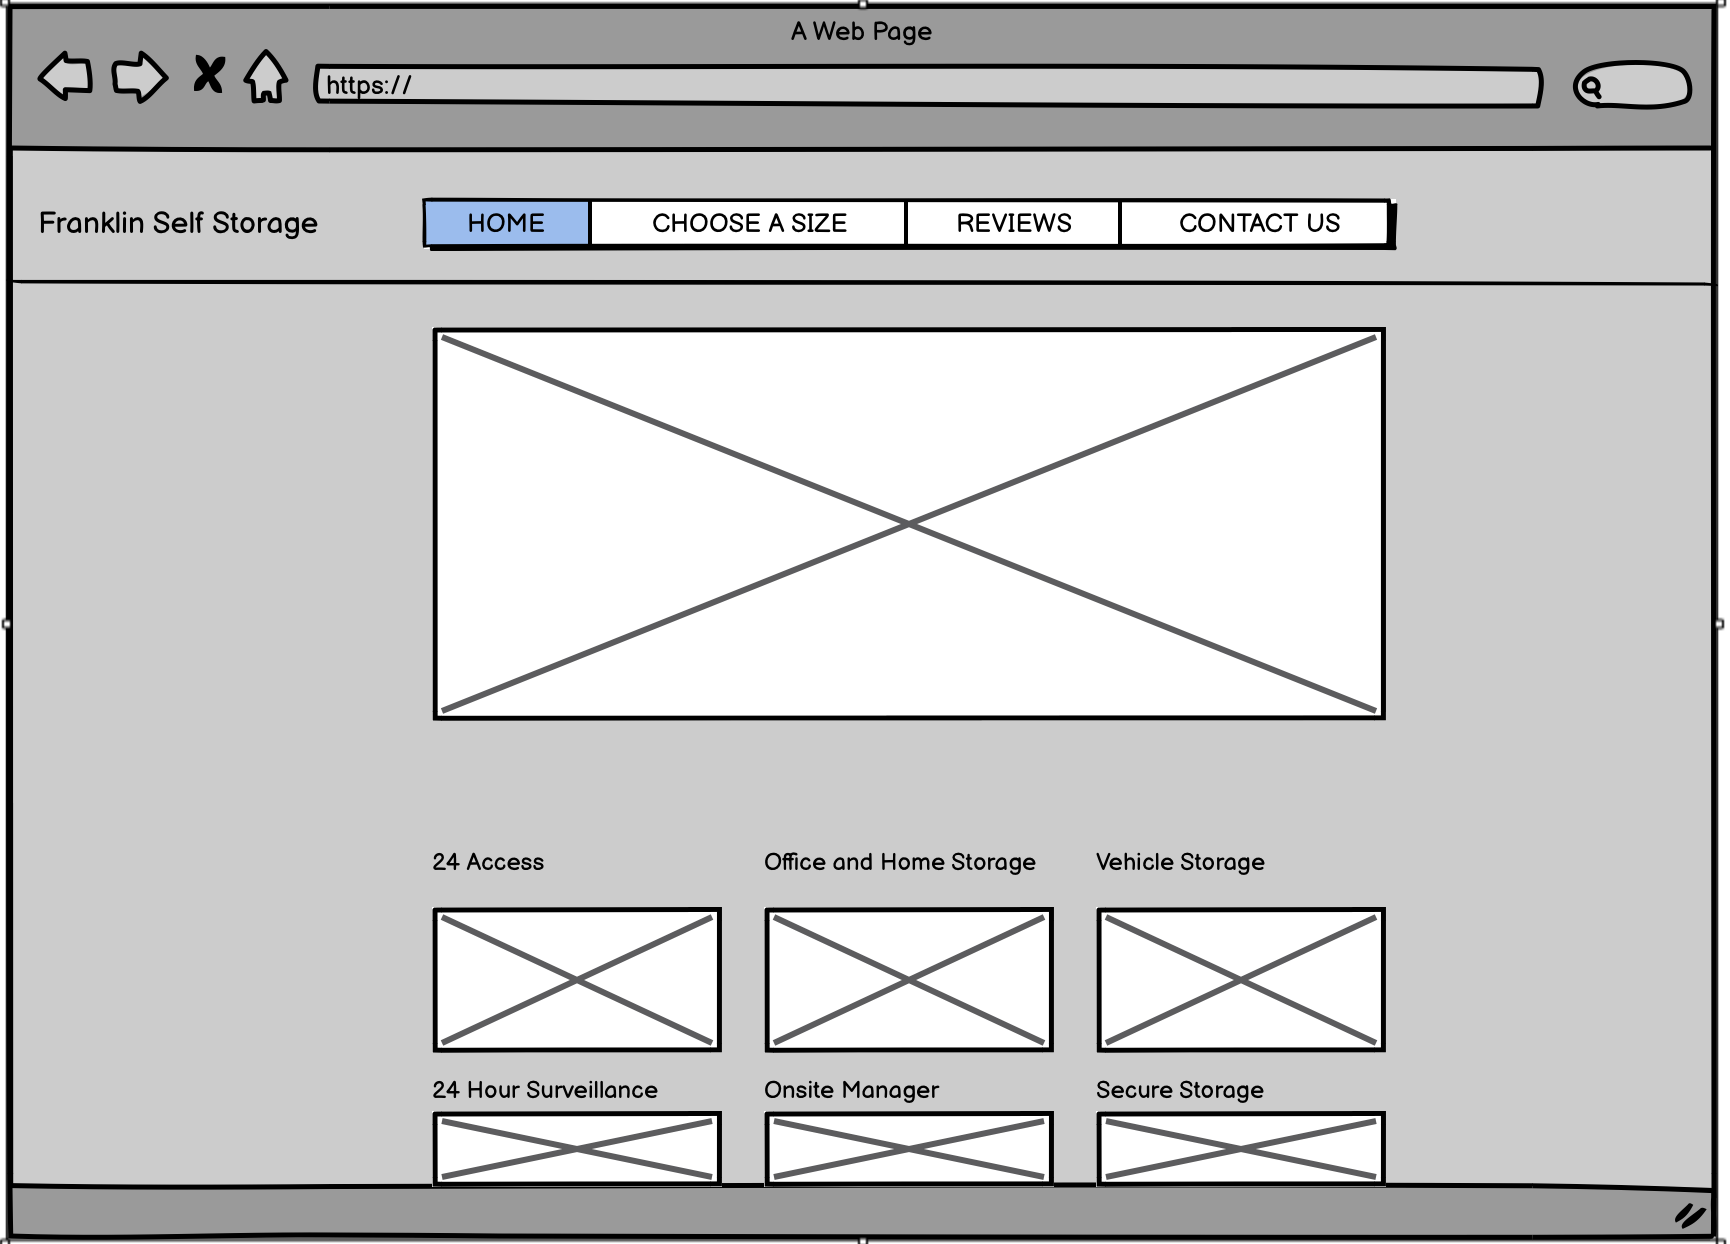 A Web Page
https://
Franklin Self Storage
HOME
CHOOSE A SIZE
REVIEWS
CONTACT US
24 Access
Office and Home Storage
Vehicle Storage
24 Hour Surveillance
Onsite Manager
Secure Storage